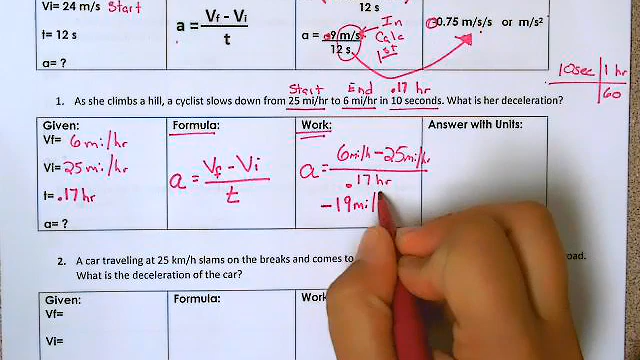 Vi= 24 m/s Start
t= 12 s
a= ?
a = Vf - Vi
t
12 s
a = -9 m/s
12 s
In
Calc
1st
-0.75 m/s/s or m/s²
10sec | 1 hr
60
Start End .17 hr
1. As she climbs a hill, a cyclist slows down from 25 mi/hr to 6 mi/hr in 10 seconds. What is her deceleration?
Given:
Vf= 6 mi/hr
Vi= 25 mi/hr
t= .17 hr
a= ?
Formula:
a = Vf - Vi
t
Work:
a = 6 mi/h - 25 mi/hr
.17 hr
-19 mi/
Answer with Units:
2. A car traveling at 25 km/h slams on the breaks and comes to
oad.
What is the deceleration of the car?
Given:
Vf=
Vi=
Formula:
Work